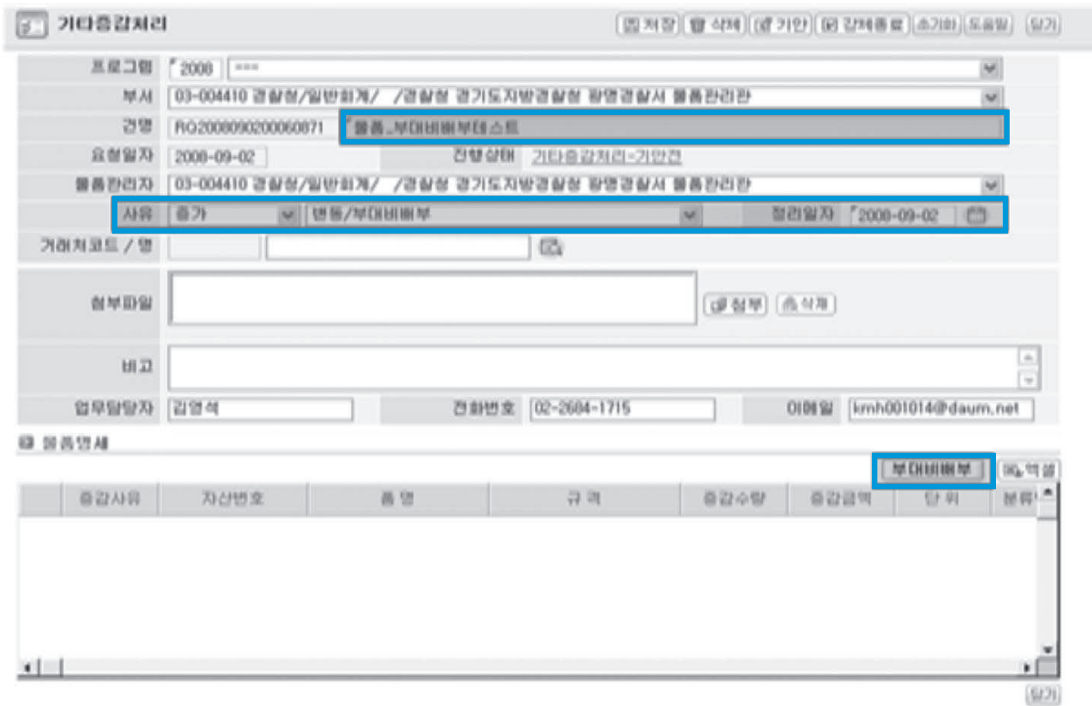 기타증감처리 저장 삭제 기안 강제종료 초기화 도움말 닫기
프로그램 2008 ===
부서 03-004410 경찰청/일반회계/ /경찰청 경기도지방경찰청 광명경찰서 물품관리관
건명 RQ2008090200060871 물품_부대비배부테스트
요청일자 2008-09-02 진행상태 기타증감처리-기안전
물품관리자 03-004410 경찰청/일반회계/ /경찰청 경기도지방경찰청 광명경찰서 물품관리관
사유 증가 변동/부대비배부 정리일자 2008-09-02
거래처코드 / 명
첨부파일 첨부 삭제
비고
업무담당자 김영석 전화번호 02-2684-1715 이메일 kmh001014@daum.net
물품명세
부대비배부 엑셀
증감사유 자산번호 품명 규격 증감수량 증감금액 단위 분류
닫기